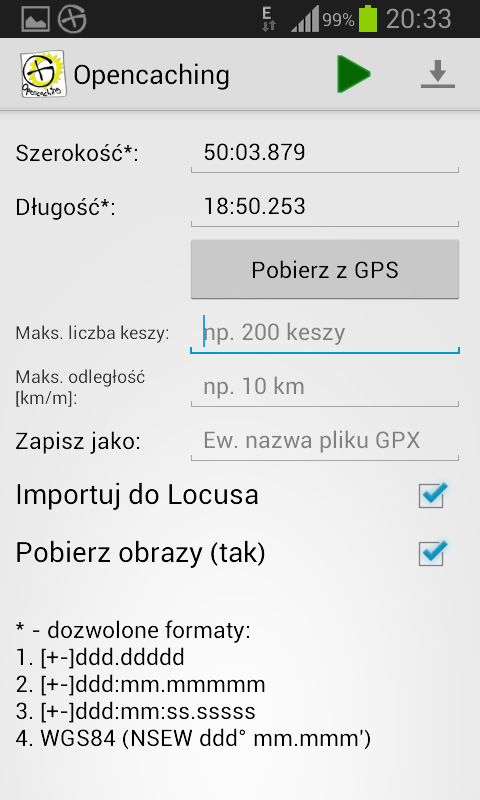 E 99% 20:33
Opencaching Opencaching
Szerokość*: 50:03.879
Długość*: 18:50.253
Pobierz z GPS
Maks. liczba keszy: np. 200 keszy
Maks. odległość
[km/m]: np. 10 km
Zapisz jako: Ew. nazwa pliku GPX
Importuj do Locusa
Pobierz obrazy (tak)
* - dozwolone formaty:
1. [+-]ddd.ddddd
2. [+-]ddd:mm.mmmmm
3. [+-]ddd:mm:ss.sssss
4. WGS84 (NSEW ddd° mm.mmm')